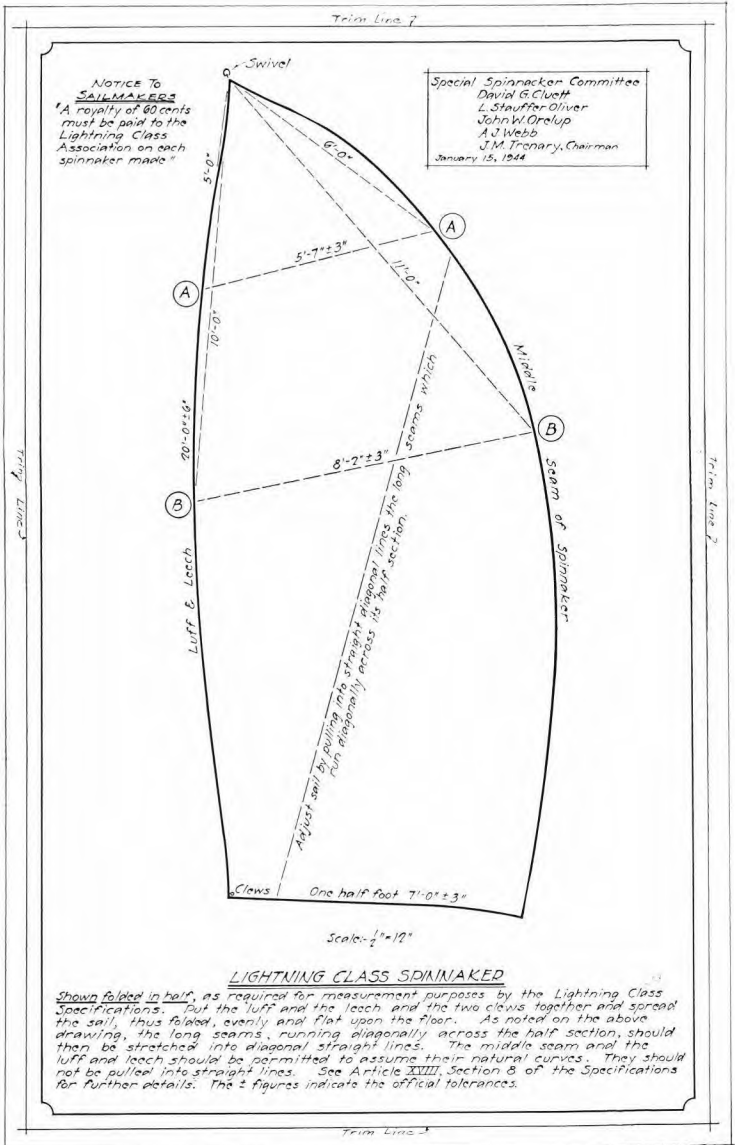 Trim Line
NOTICE TO
SAILMAKERS
"A royalty of 60 cents
must be paid to the
Lightning Class
Association on each
spinnaker made"
Swivel
Special Spinnacker Committee
David G. Cluett
L. Stauffer Oliver
John W. Orelup
A J. Webb
J. M. Trenary, Chairman
January 15, 1944
5'-0"
6'-0"
A
5'-7"±3"
A
11'-0"
10'-0"
Middle
Seam of Spinnaker
20'-0"±6"
B
8'-2"±3"
B
Luff & Leech
Adjust sail by pulling into straight diagonal lines the long seams which
run diagonally across its half section.
Trim Line
Trim Line
Clews
One half foot 7'-0"±3"
Scale:- ½"=12"
LIGHTNING CLASS SPINNAKER
Shown folded in half, as required for measurement purposes by the Lightning Class
Specifications. Put the luff and the leech and the two clews together and spread
the sail, thus folded, evenly and flat upon the floor. As noted on the above
drawing, the long seams, running diagonally across the half section, should
then be stretched into diagonal straight lines. The middle seam and the
luff and leech should be permitted to assume their natural curves. They should
not be pulled into straight lines. See Article XVIII, Section 8 of the Specifications
for further details. The ± figures indicate the official tolerances.
Trim Line